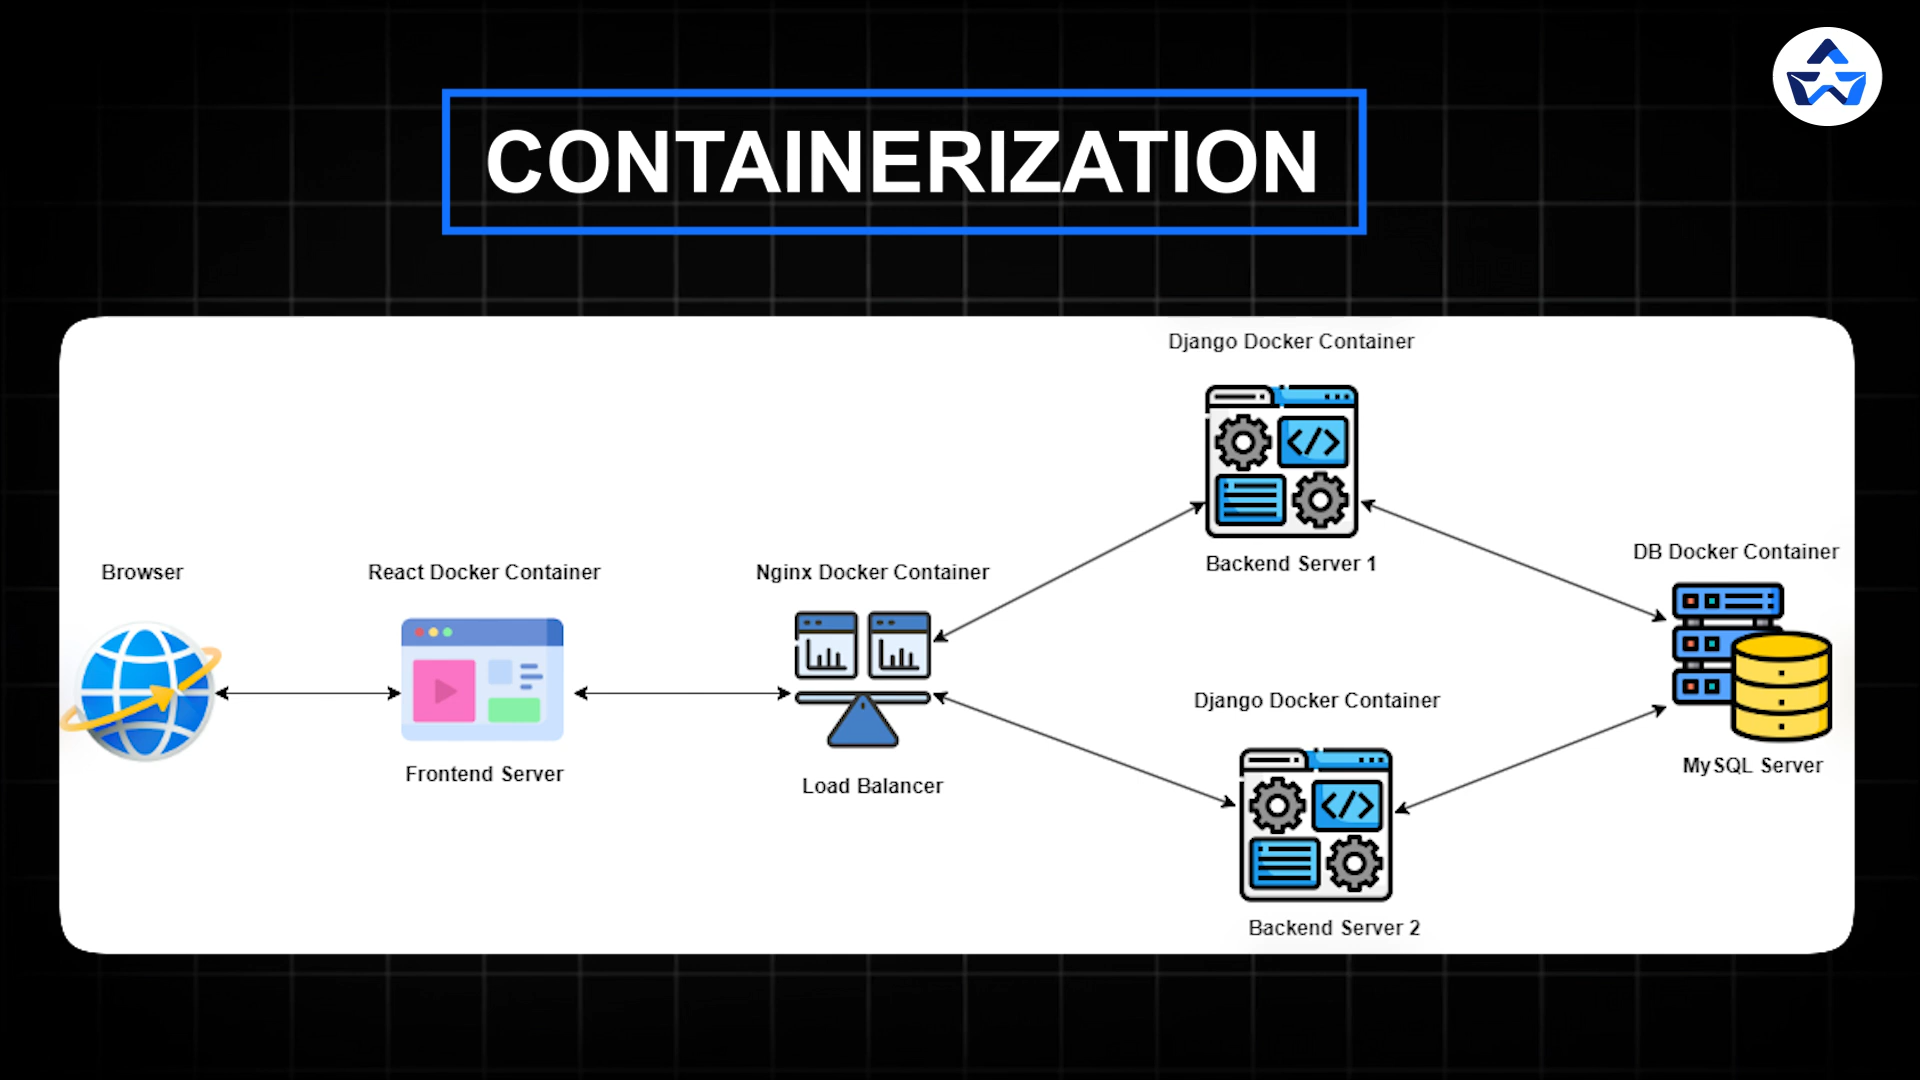 CONTAINERIZATION
Django Docker Container
Backend Server 1
Browser
React Docker Container
Frontend Server
Nginx Docker Container
Load Balancer
DB Docker Container
MySQL Server
Django Docker Container
Backend Server 2